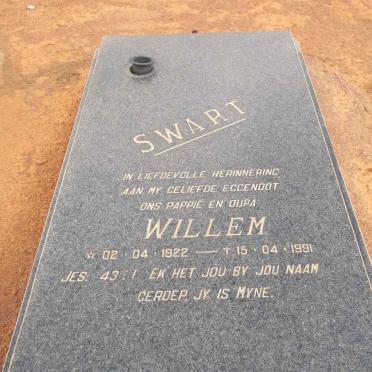 SWART
IN LIEFDEVOLLE HERINNERING
AAN MY GELIEFDE EGGENOOT
ONS PAPPIE EN OUPA
WILLEM
☆ 02 · 04 · 1922 — † 15 · 04 · 1991
JES. 43:1 EK HET JOU BY JOU NAAM
GEROEP, JY IS MYNE.